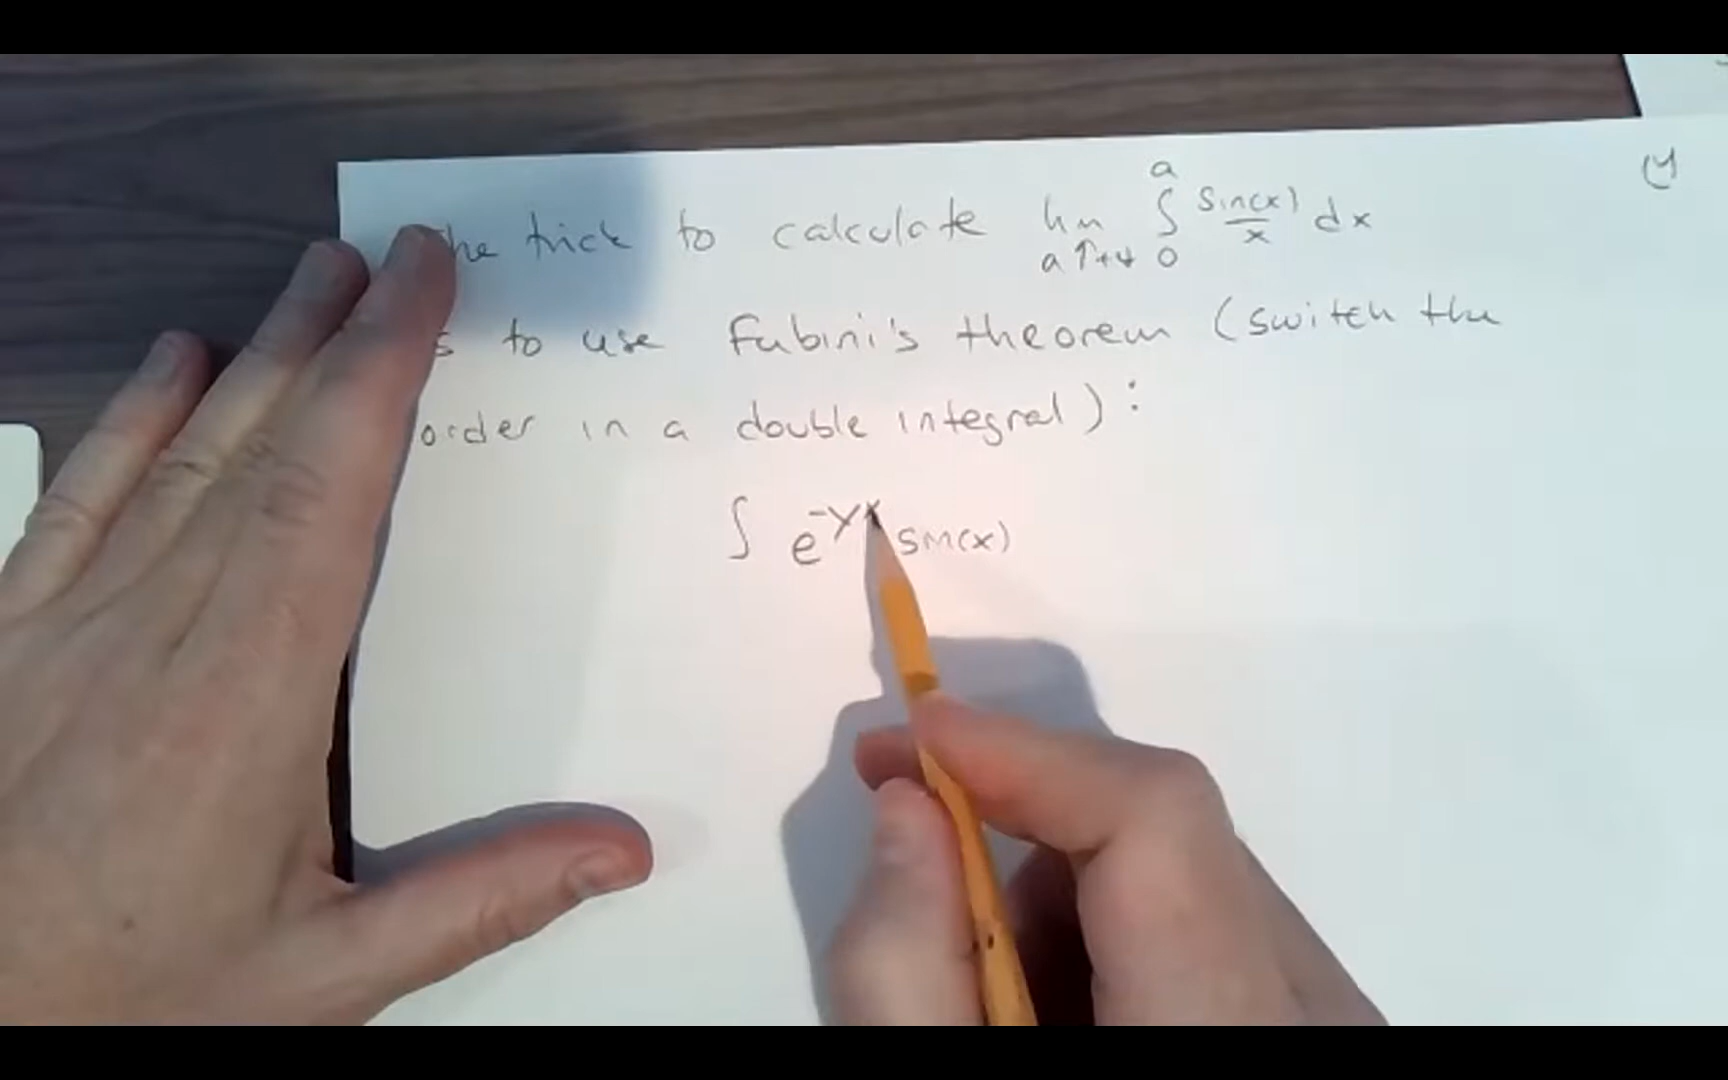 the trick to calculate lim a↑+∞ ∫₀ᵃ sin(x)/x dx
s to use Fubini's theorem (switch the
order in a double integral):
∫ e^(-yx) sin(x)